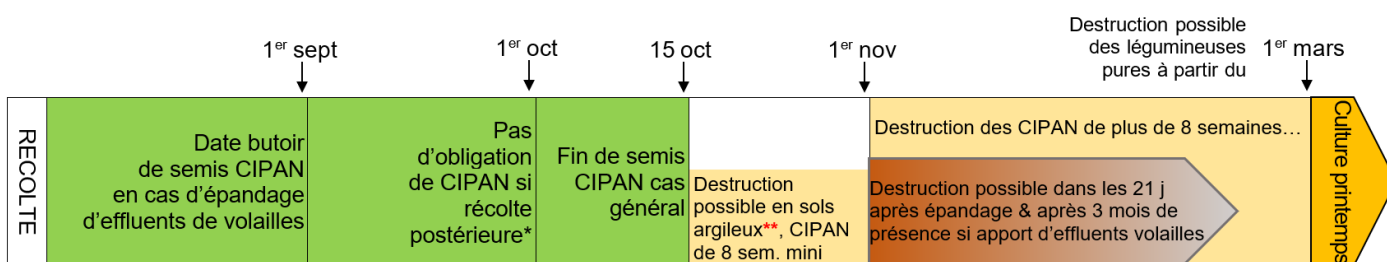 1er sept
1er oct
15 oct
1er nov
Destruction possible
des légumineuses
pures à partir du
1er mars
RECOLTE
Date butoir
de semis CIPAN
en cas d'épandage
d'effluents de volailles
Pas
d'obligation
de CIPAN si
récolte
postérieure*
Fin de semis
CIPAN cas
général
Destruction
possible en sols
argileux**, CIPAN
de 8 sem. mini
Destruction des CIPAN de plus de 8 semaines…
Destruction possible dans les 21 j
après épandage & après 3 mois de
présence si apport d'effluents volailles
Culture printemps